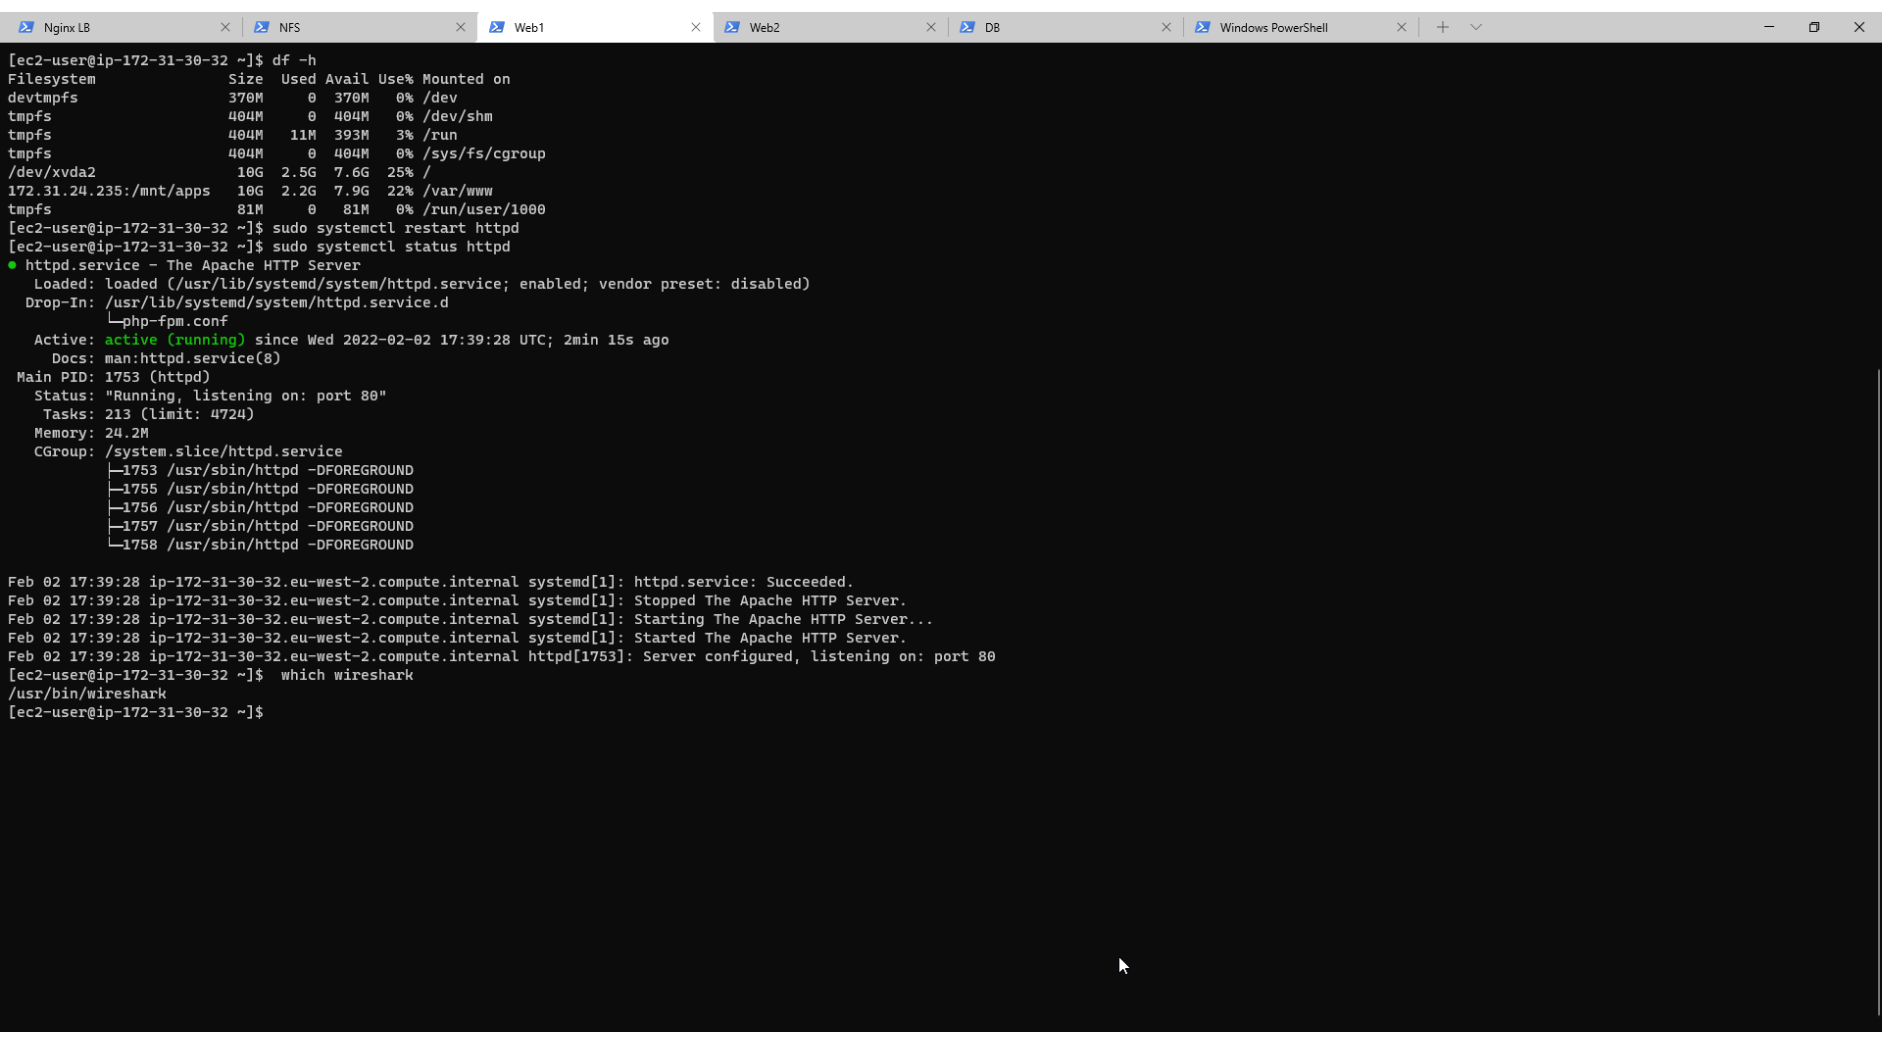 Nginx LB NFS Web1 Web2 DB Windows PowerShell
[ec2-user@ip-172-31-30-32 ~]$ df -h
Filesystem               Size  Used Avail Use% Mounted on
devtmpfs                 370M     0  370M   0% /dev
tmpfs                    404M     0  404M   0% /dev/shm
tmpfs                    404M   11M  393M   3% /run
tmpfs                    404M     0  404M   0% /sys/fs/cgroup
/dev/xvda2                10G  2.5G  7.6G  25% /
172.31.24.235:/mnt/apps   10G  2.2G  7.9G  22% /var/www
tmpfs                     81M     0   81M   0% /run/user/1000
[ec2-user@ip-172-31-30-32 ~]$ sudo systemctl restart httpd
[ec2-user@ip-172-31-30-32 ~]$ sudo systemctl status httpd
● httpd.service - The Apache HTTP Server
   Loaded: loaded (/usr/lib/systemd/system/httpd.service; enabled; vendor preset: disabled)
  Drop-In: /usr/lib/systemd/system/httpd.service.d
           └─php-fpm.conf
   Active: active (running) since Wed 2022-02-02 17:39:28 UTC; 2min 15s ago
     Docs: man:httpd.service(8)
 Main PID: 1753 (httpd)
   Status: "Running, listening on: port 80"
    Tasks: 213 (limit: 4724)
   Memory: 24.2M
   CGroup: /system.slice/httpd.service
           ├─1753 /usr/sbin/httpd -DFOREGROUND
           ├─1755 /usr/sbin/httpd -DFOREGROUND
           ├─1756 /usr/sbin/httpd -DFOREGROUND
           ├─1757 /usr/sbin/httpd -DFOREGROUND
           └─1758 /usr/sbin/httpd -DFOREGROUND
Feb 02 17:39:28 ip-172-31-30-32.eu-west-2.compute.internal systemd[1]: httpd.service: Succeeded.
Feb 02 17:39:28 ip-172-31-30-32.eu-west-2.compute.internal systemd[1]: Stopped The Apache HTTP Server.
Feb 02 17:39:28 ip-172-31-30-32.eu-west-2.compute.internal systemd[1]: Starting The Apache HTTP Server...
Feb 02 17:39:28 ip-172-31-30-32.eu-west-2.compute.internal systemd[1]: Started The Apache HTTP Server.
Feb 02 17:39:28 ip-172-31-30-32.eu-west-2.compute.internal httpd[1753]: Server configured, listening on: port 80
[ec2-user@ip-172-31-30-32 ~]$  which wireshark
/usr/bin/wireshark
[ec2-user@ip-172-31-30-32 ~]$